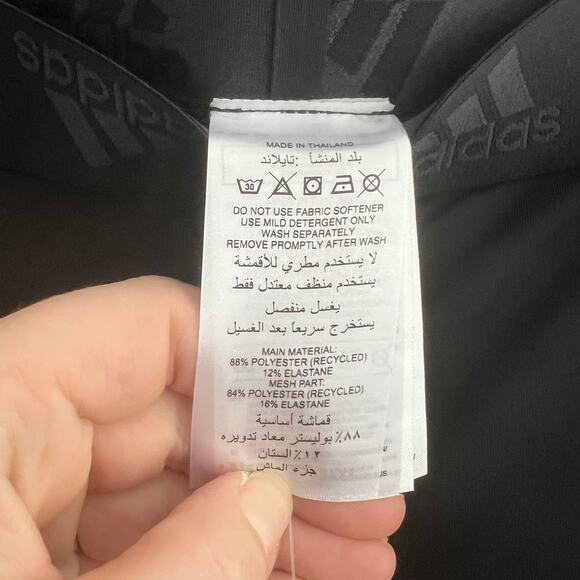 adidas
adidas
MADE IN THAILAND
بلد المنشأ :تايلاند
30
DO NOT USE FABRIC SOFTENER
USE MILD DETERGENT ONLY
WASH SEPARATELY
REMOVE PROMPTLY AFTER WASH
لا يستخدم مطري للأقمشة
يستخدم منظف معتدل فقط
يغسل منفصل
يستخرج سريعاً بعد الغسيل
MAIN MATERIAL:
88% POLYESTER (RECYCLED)
12% ELASTANE
MESH PART:
84% POLYESTER (RECYCLED)
16% ELASTANE
قماشة أساسية
٨٨٪ بوليستر معاد تدويره
١٢٪ الستان
جزء الماش